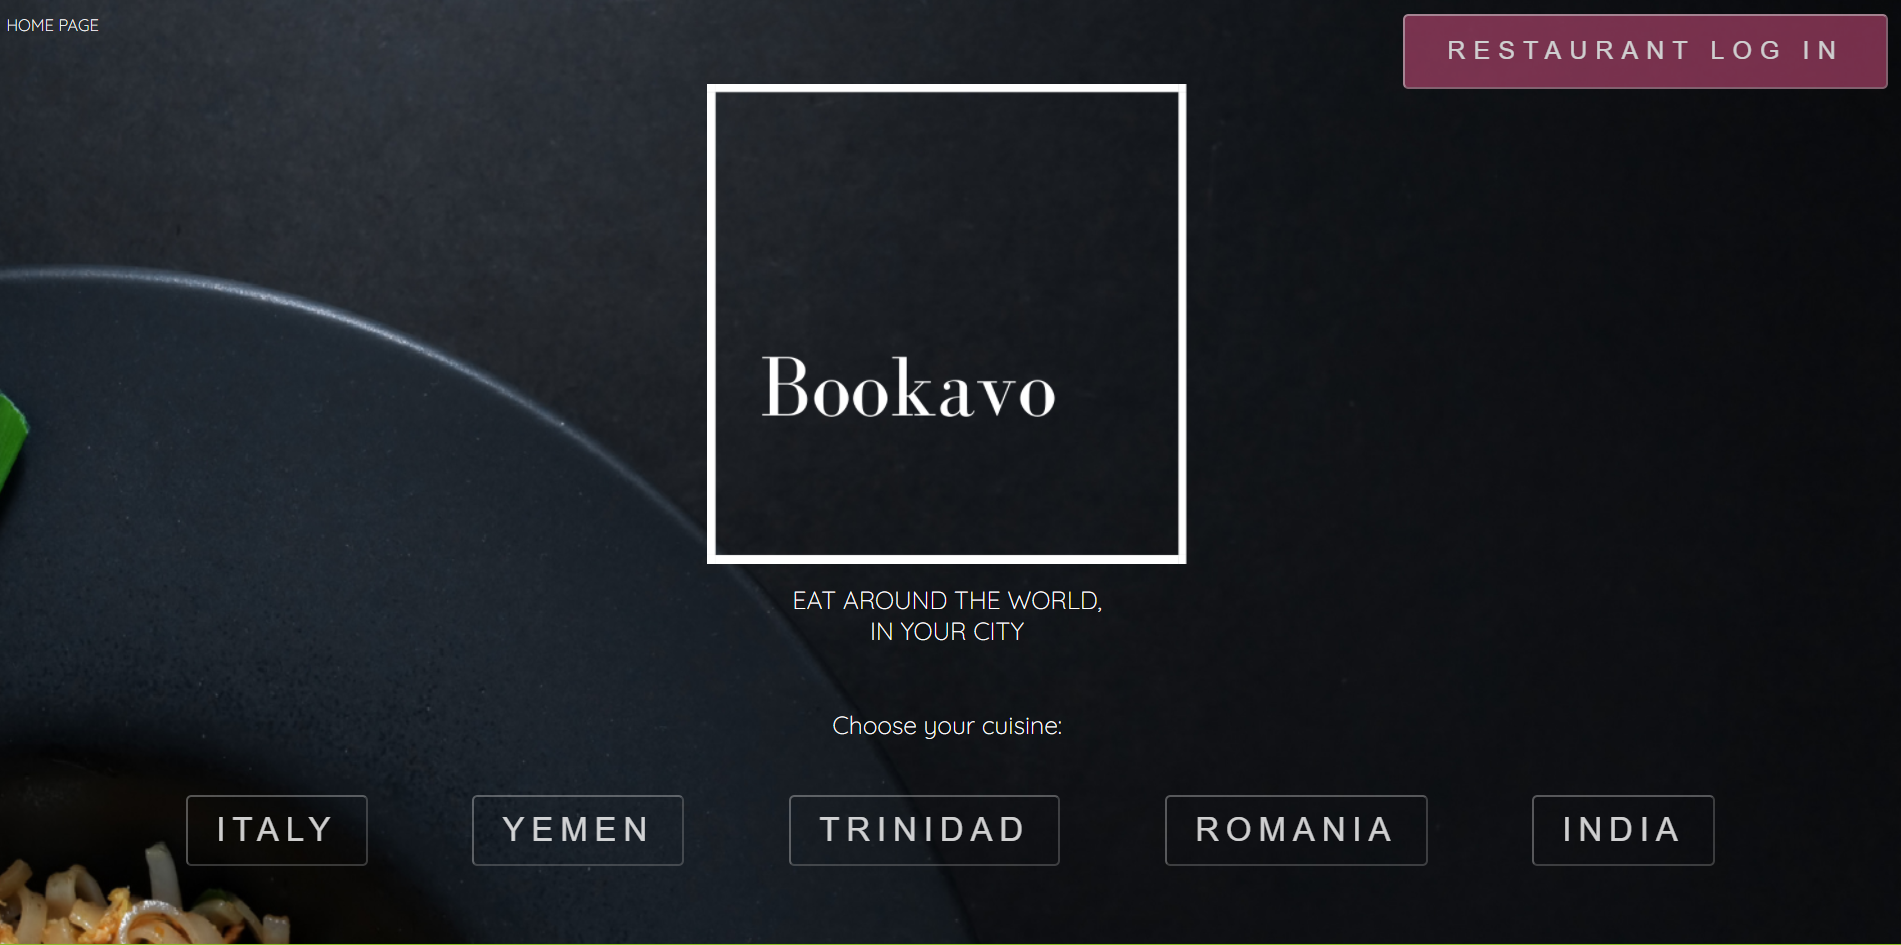 HOME PAGE
RESTAURANT LOG IN
Bookavo
EAT AROUND THE WORLD,
IN YOUR CITY
Choose your cuisine:
ITALY
YEMEN
TRINIDAD
ROMANIA
INDIA